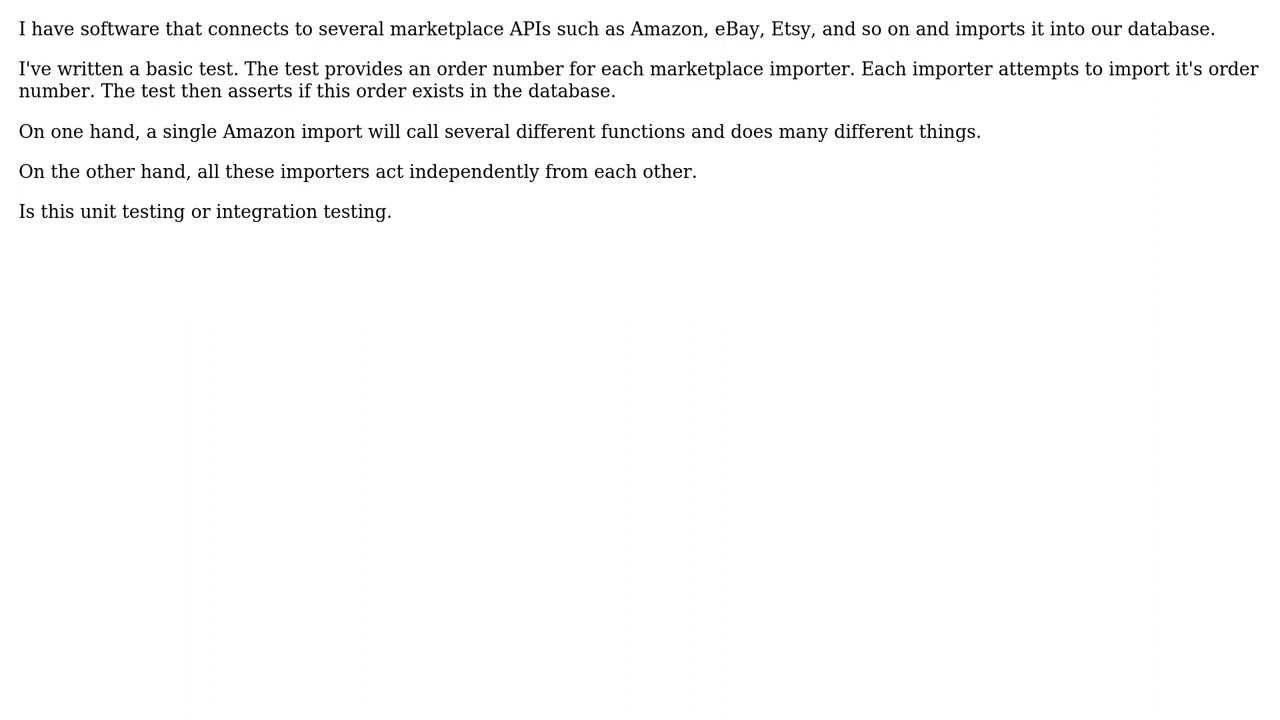 I have software that connects to several marketplace APIs such as Amazon, eBay, Etsy, and so on and imports it into our database.
I've written a basic test. The test provides an order number for each marketplace importer. Each importer attempts to import it's order
number. The test then asserts if this order exists in the database.
On one hand, a single Amazon import will call several different functions and does many different things.
On the other hand, all these importers act independently from each other.
Is this unit testing or integration testing.